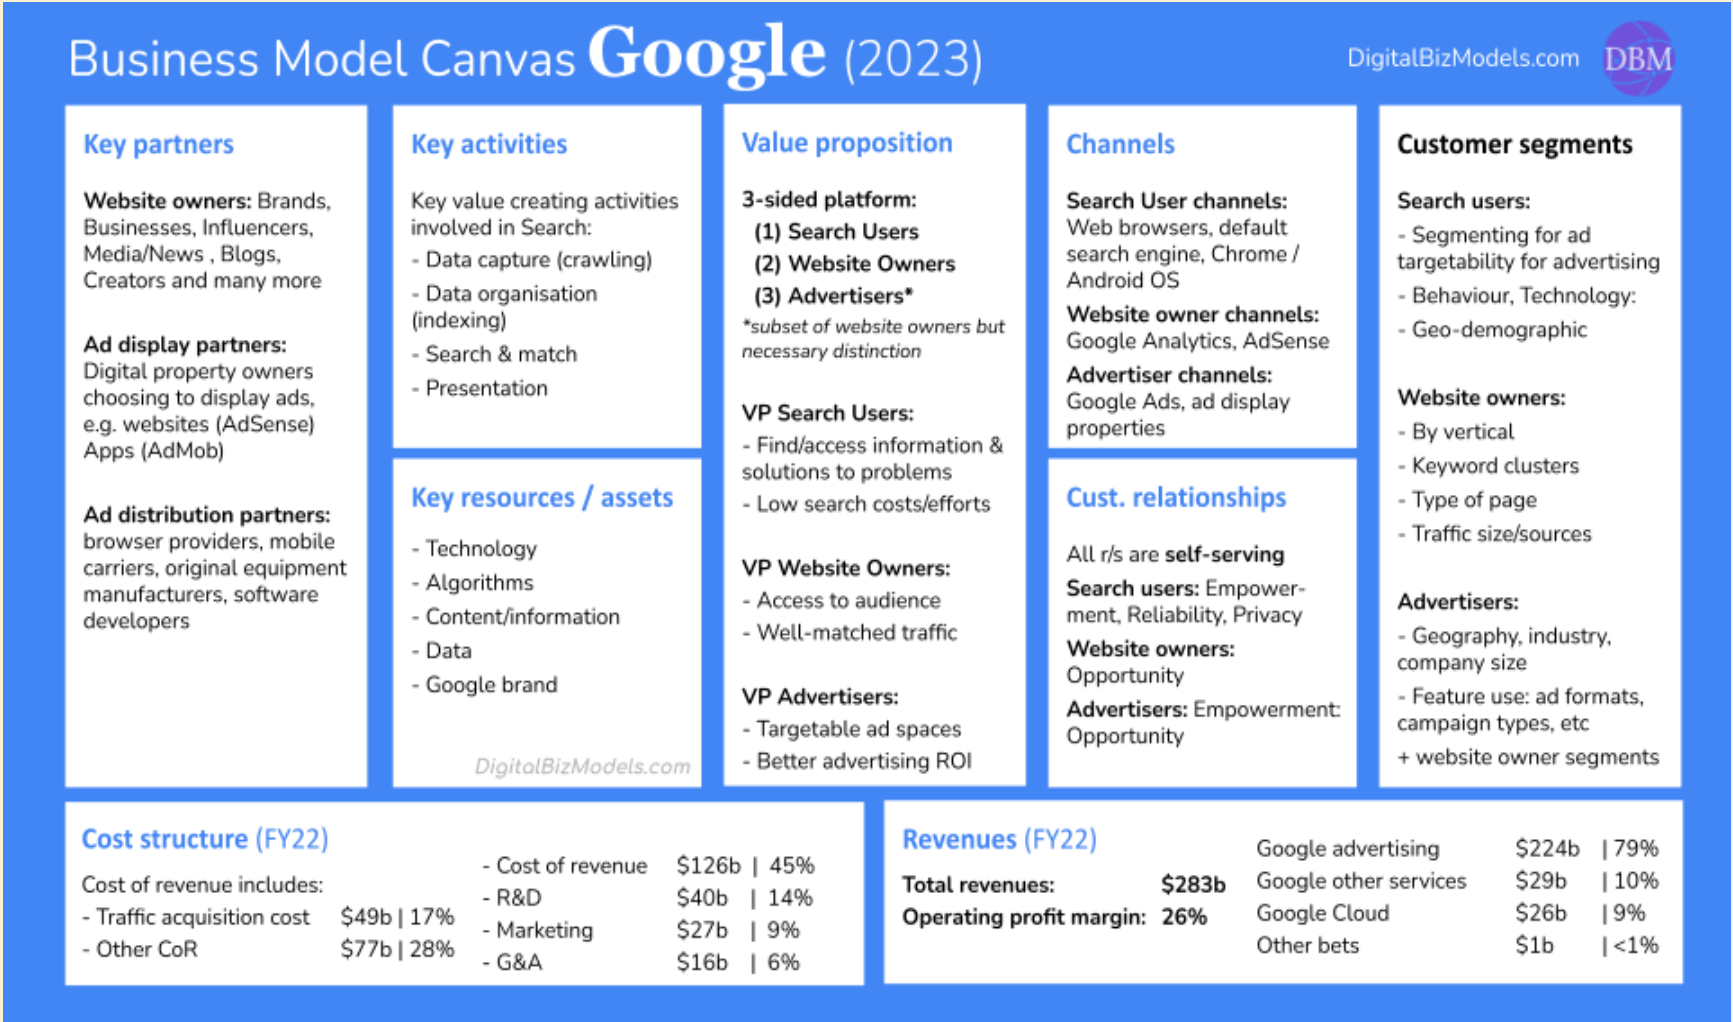 Business Model Canvas Google (2023)
DigitalBizModels.com
DBM
Key partners
Website owners: Brands,
Businesses, Influencers,
Media/News , Blogs,
Creators and many more
Ad display partners:
Digital property owners
choosing to display ads,
e.g. websites (AdSense)
Apps (AdMob)
Ad distribution partners:
browser providers, mobile
carriers, original equipment
manufacturers, software
developers
Key activities
Key value creating activities
involved in Search:
- Data capture (crawling)
- Data organisation
(indexing)
- Search & match
- Presentation
Key resources / assets
- Technology
- Algorithms
- Content/information
- Data
- Google brand
DigitalBizModels.com
Value proposition
3-sided platform:
(1) Search Users
(2) Website Owners
(3) Advertisers*
*subset of website owners but
necessary distinction
VP Search Users:
- Find/access information &
solutions to problems
- Low search costs/efforts
VP Website Owners:
- Access to audience
- Well-matched traffic
VP Advertisers:
- Targetable ad spaces
- Better advertising ROI
Channels
Search User channels:
Web browsers, default
search engine, Chrome /
Android OS
Website owner channels:
Google Analytics, AdSense
Advertiser channels:
Google Ads, ad display
properties
Cust. relationships
All r/s are self-serving
Search users: Empower-
ment, Reliability, Privacy
Website owners:
Opportunity
Advertisers: Empowerment:
Opportunity
Customer segments
Search users:
- Segmenting for ad
targetability for advertising
- Behaviour, Technology:
- Geo-demographic
Website owners:
- By vertical
- Keyword clusters
- Type of page
- Traffic size/sources
Advertisers:
- Geography, industry,
company size
- Feature use: ad formats,
campaign types, etc
+ website owner segments
Cost structure (FY22)
Cost of revenue includes:
- Traffic acquisition cost $49b | 17%
- Other CoR $77b | 28%
- Cost of revenue $126b | 45%
- R&D $40b | 14%
- Marketing $27b | 9%
- G&A $16b | 6%
Revenues (FY22)
Total revenues: $283b
Operating profit margin: 26%
Google advertising $224b | 79%
Google other services $29b | 10%
Google Cloud $26b | 9%
Other bets $1b | <1%